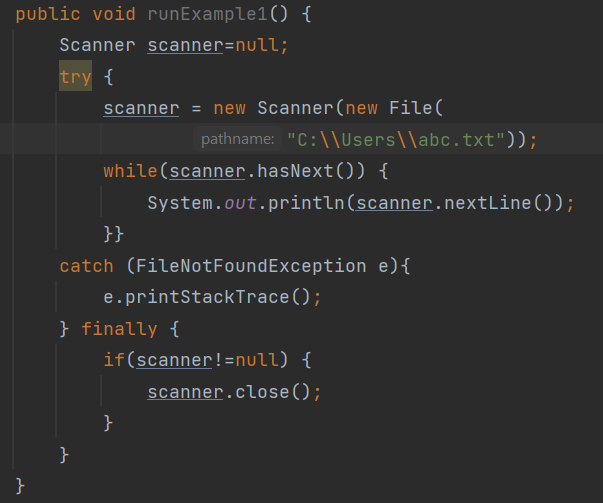 public void runExample1() {
Scanner scanner=null;
try {
scanner = new Scanner(new File(
pathname: "C:\\Users\\abc.txt"));
while(scanner.hasNext()) {
System.out.println(scanner.nextLine());
}}
catch (FileNotFoundException e){
e.printStackTrace();
} finally {
if(scanner!=null) {
scanner.close();
}
}
}